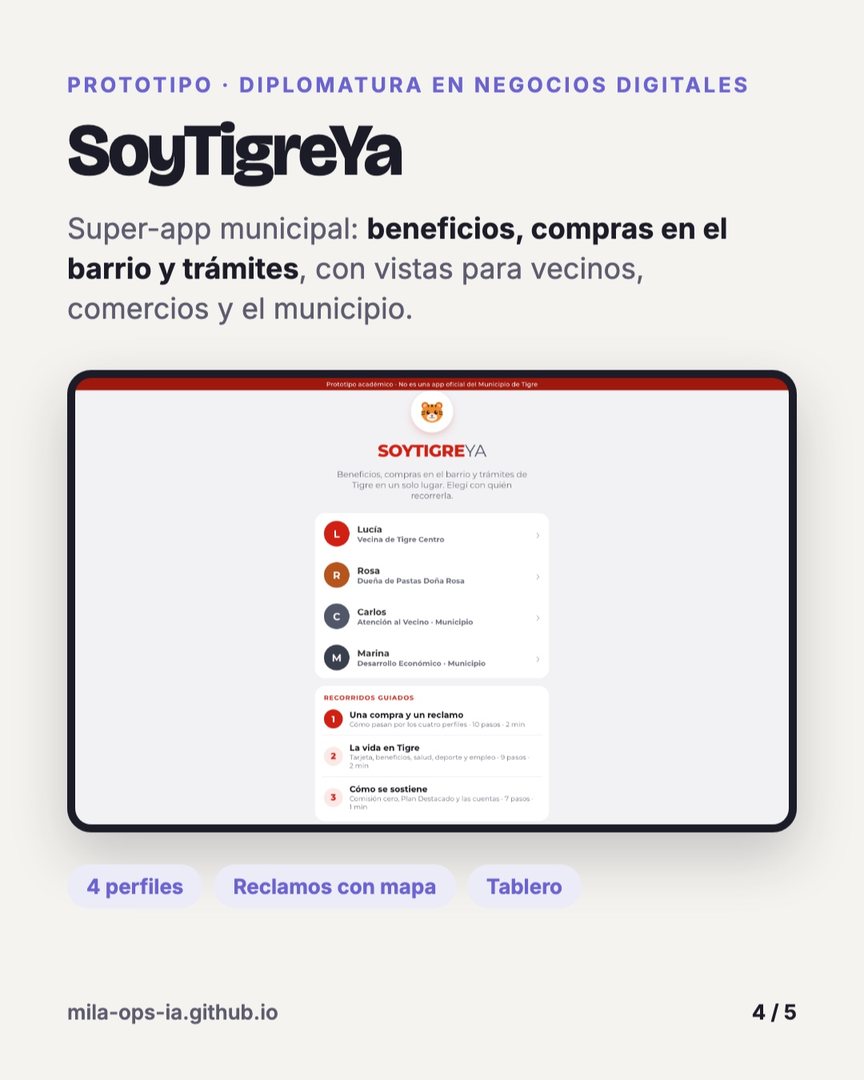 PROTOTIPO · DIPLOMATURA EN NEGOCIOS DIGITALES
SoyTigreYa
Super-app municipal: beneficios, compras en el
barrio y trámites, con vistas para vecinos,
comercios y el municipio.
Prototipo académico · No es una app oficial del Municipio de Tigre
SOYTIGREYA
Beneficios, compras en el barrio y trámites de
Tigre en un solo lugar. Elegí con quién
recorrerla.
L
Lucía
Vecina de Tigre Centro
R
Rosa
Dueña de Pastas Doña Rosa
C
Carlos
Atención al Vecino · Municipio
M
Marina
Desarrollo Económico · Municipio
RECORRIDOS GUIADOS
1
Una compra y un reclamo
Cómo pasan por los cuatro perfiles · 10 pasos · 2 min
2
La vida en Tigre
Tarjeta, beneficios, salud, deporte y empleo · 9 pasos ·
2 min
3
Cómo se sostiene
Comisión cero, Plan Destacado y las cuentas · 7 pasos ·
1 min
4 perfiles
Reclamos con mapa
Tablero
mila-ops-ia.github.io
4 / 5